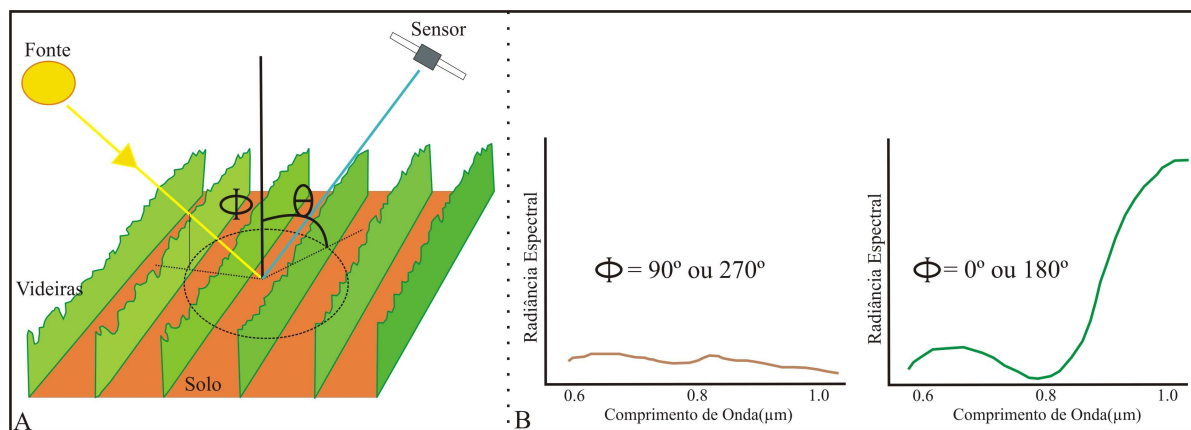 Fonte
Sensor
Φ
θ
Videiras
Solo
A
B
Radiância Espectral
Φ = 90º ou 270º
0.6
0.8
1.0
Comprimento de Onda(µm)
Radiância Espectral
Φ= 0º ou 180º
0.6
0.8
1.0
Comprimento de Onda(µm)